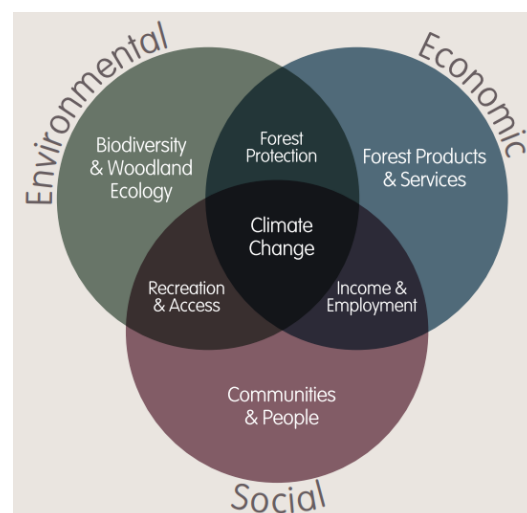 Environmental
Economic
Biodiversity
& Woodland
Ecology
Forest
Protection
Forest Products
& Services
Climate
Change
Recreation
& Access
Income &
Employment
Communities
& People
Social